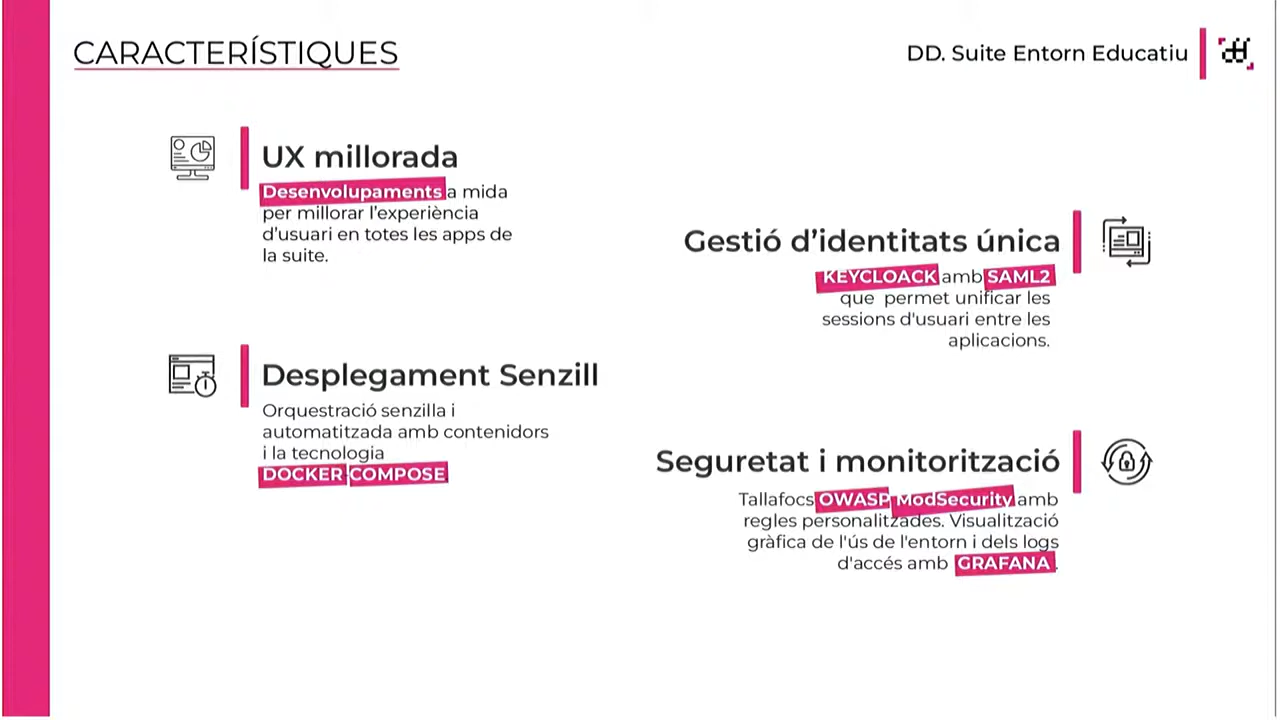 CARACTERÍSTIQUES
DD. Suite Entorn Educatiu
UX millorada
Desenvolupaments a mida
per millorar l'experiència
d'usuari en totes les apps de
la suite.
Gestió d’identitats única
KEYCLOACK amb SAML2
que permet unificar les
sessions d'usuari entre les
aplicacions.
Desplegament Senzill
Orquestració senzilla i
automatitzada amb contenidors
i la tecnologia
DOCKER-COMPOSE
Seguretat i monitorització
Tallafocs OWASP ModSecurity amb
regles personalitzades. Visualització
gràfica de l'ús de l'entorn i dels logs
d'accés amb GRAFANA.